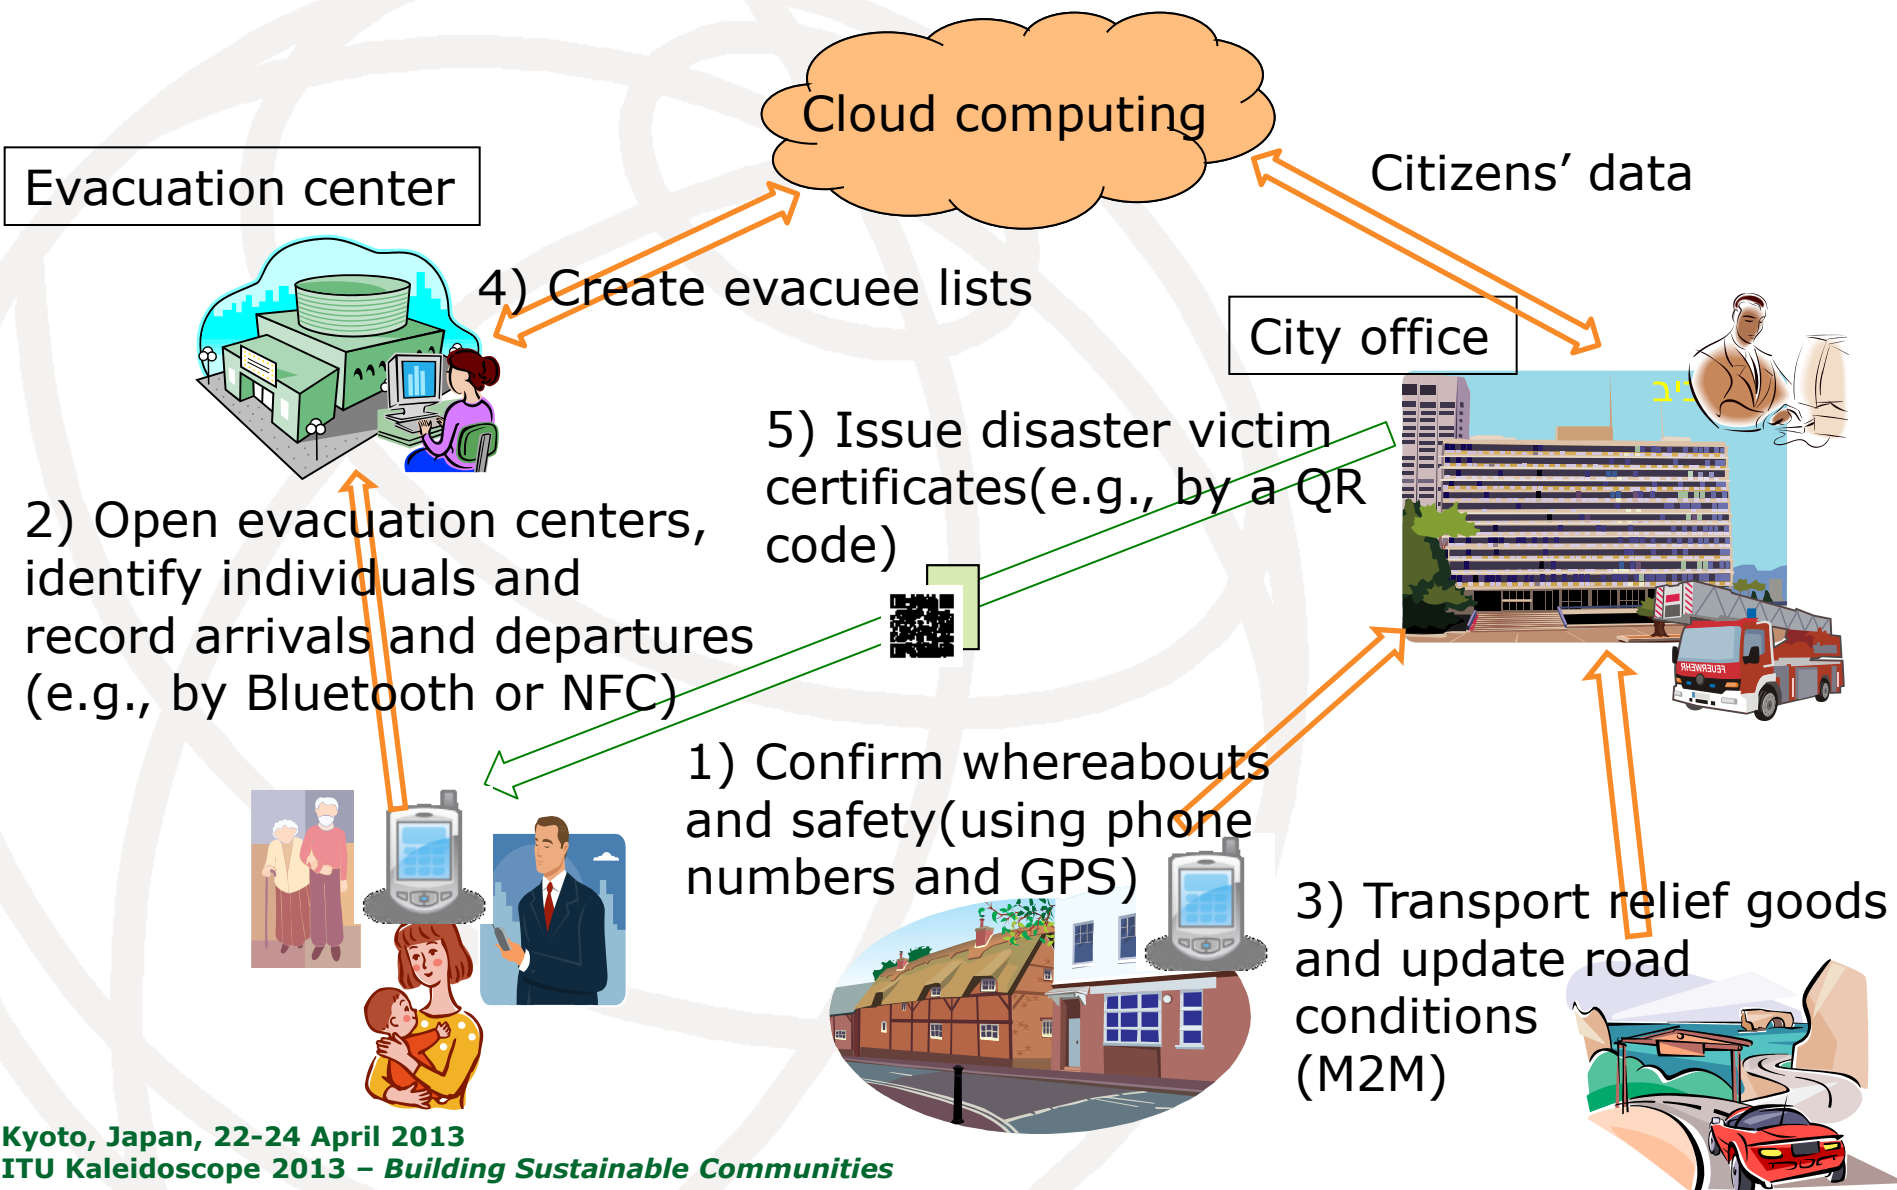 Cloud computing
Evacuation center
Citizens’ data
4) Create evacuee lists
City office
ביב
5) Issue disaster victim
certificates(e.g., by a QR
code)
2) Open evacuation centers,
identify individuals and
record arrivals and departures
(e.g., by Bluetooth or NFC)
FEUERWEHR
1) Confirm whereabouts
and safety(using phone
numbers and GPS)
3) Transport relief goods
and update road
conditions
(M2M)
Kyoto, Japan, 22-24 April 2013
ITU Kaleidoscope 2013 – Building Sustainable Communities